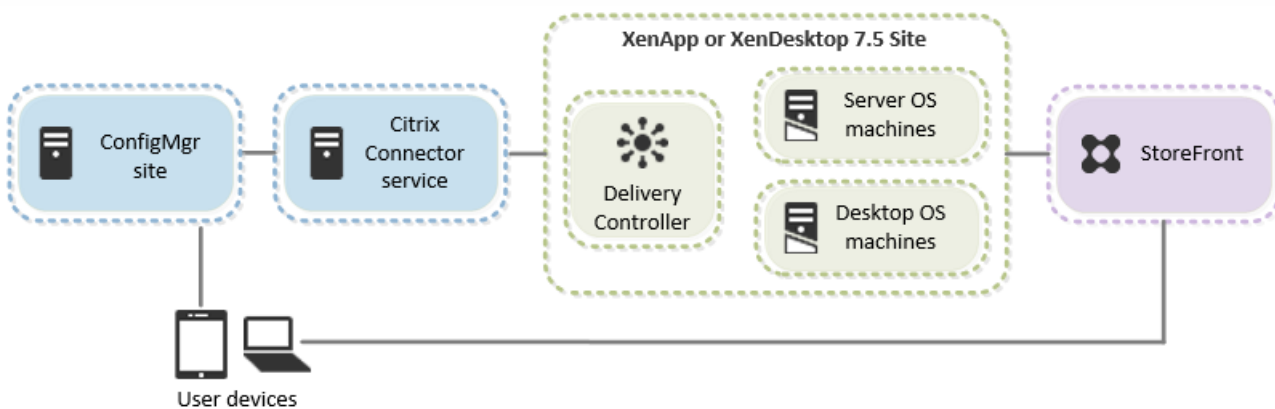 XenApp or XenDesktop 7.5 Site
ConfigMgr
site
Citrix
Connector
service
Delivery
Controller
Server OS
machines
Desktop OS
machines
StoreFront
User devices